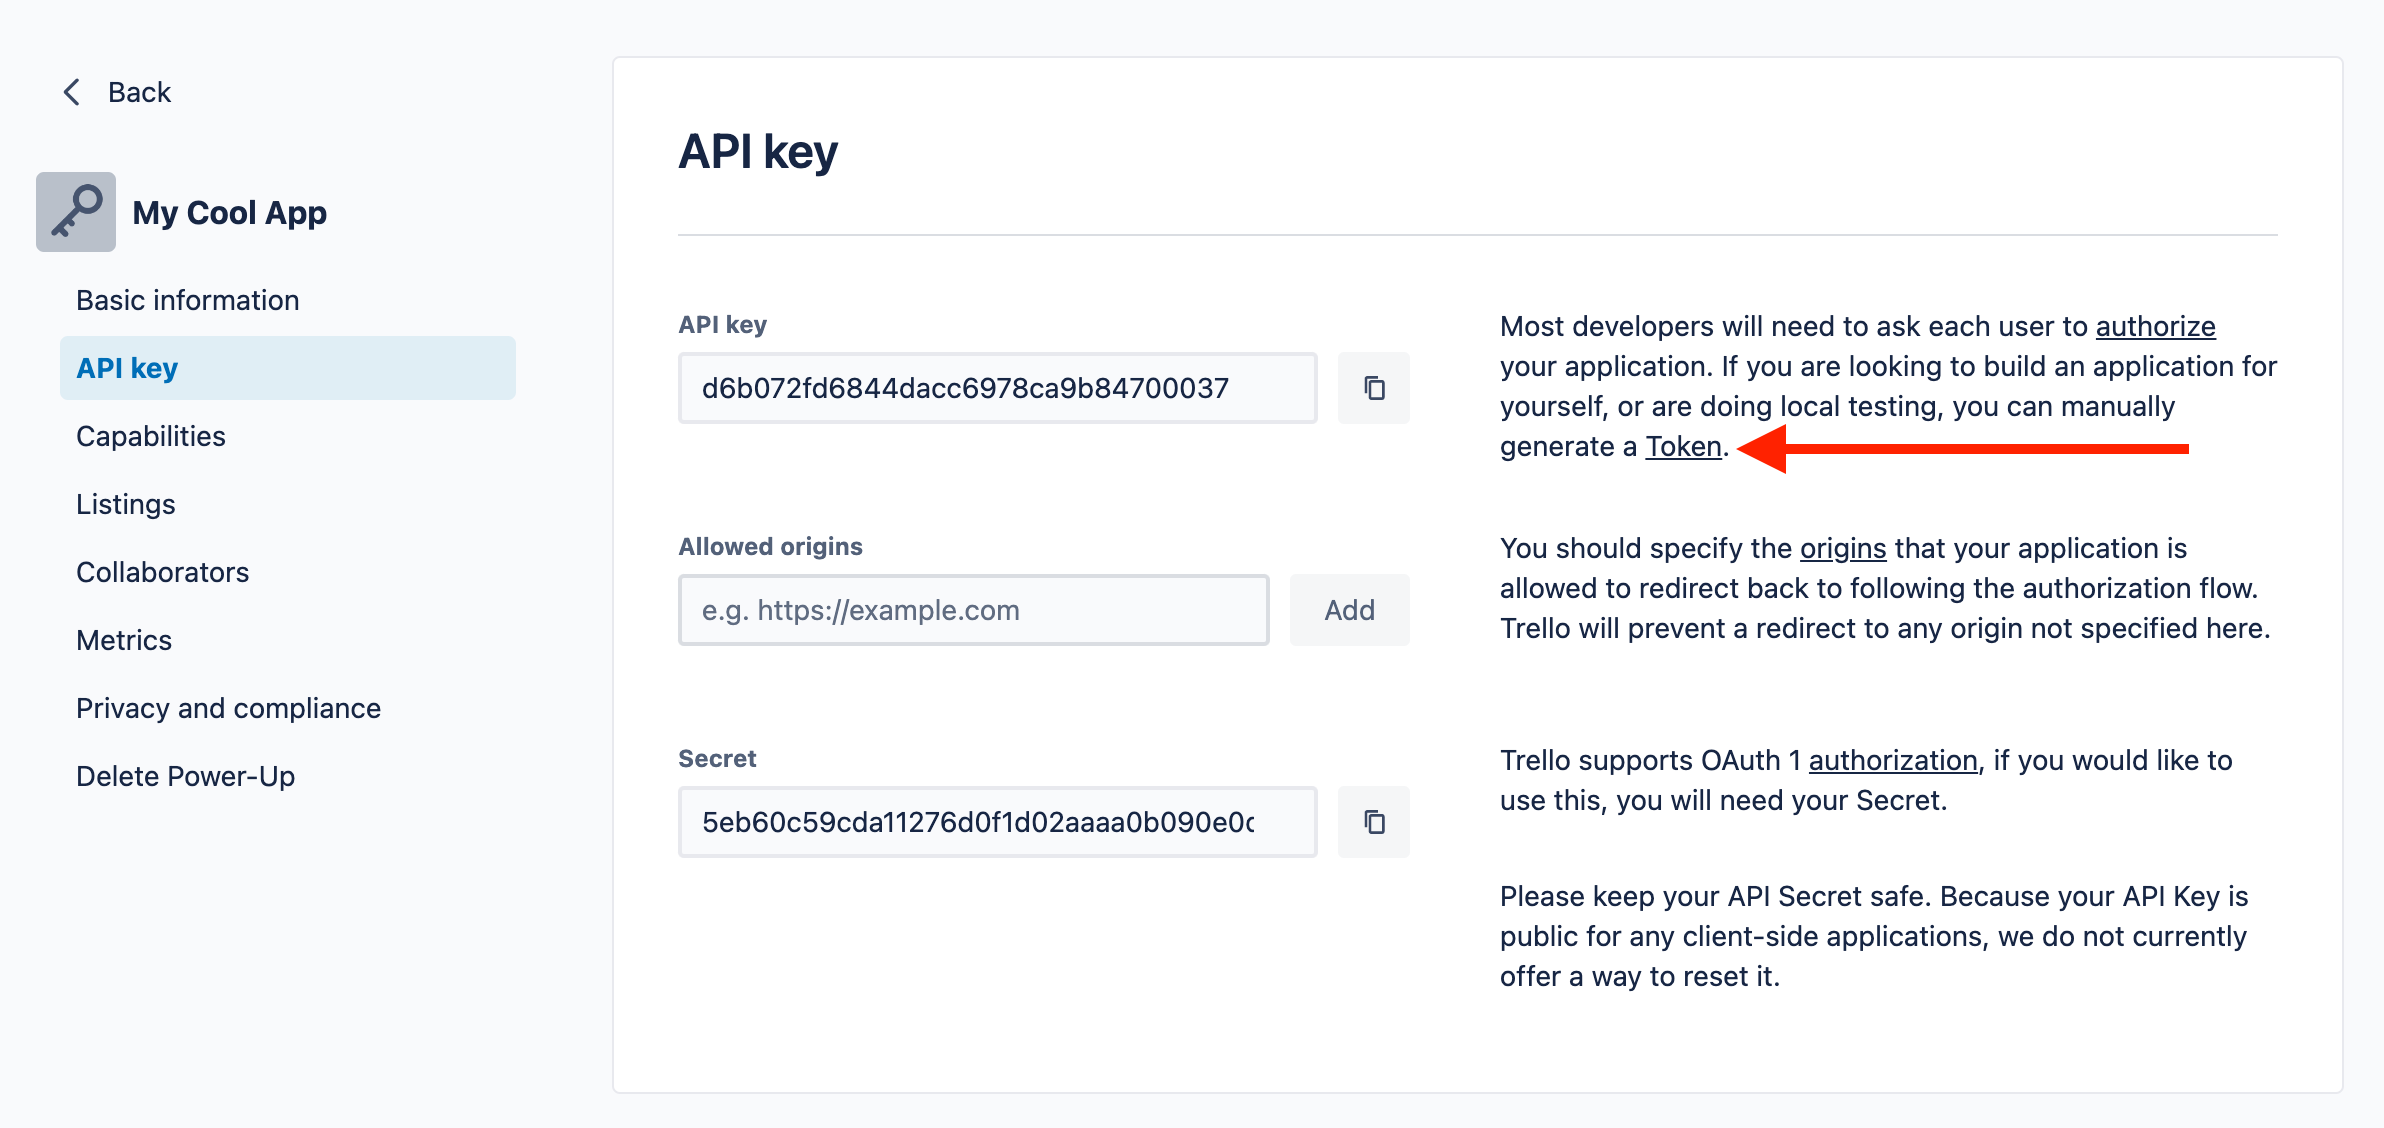 Back
My Cool App
Basic information
API key
Capabilities
Listings
Collaborators
Metrics
Privacy and compliance
Delete Power-Up
API key
API key
d6b072fd6844dacc6978ca9b84700037
Most developers will need to ask each user to authorize
your application. If you are looking to build an application for
yourself, or are doing local testing, you can manually
generate a Token.
Allowed origins
e.g. https://example.com
Add
You should specify the origins that your application is
allowed to redirect back to following the authorization flow.
Trello will prevent a redirect to any origin not specified here.
Secret
5eb60c59cda11276d0f1d02aaaa0b090e0
Trello supports OAuth 1 authorization, if you would like to
use this, you will need your Secret.
Please keep your API Secret safe. Because your API Key is
public for any client-side applications, we do not currently
offer a way to reset it.